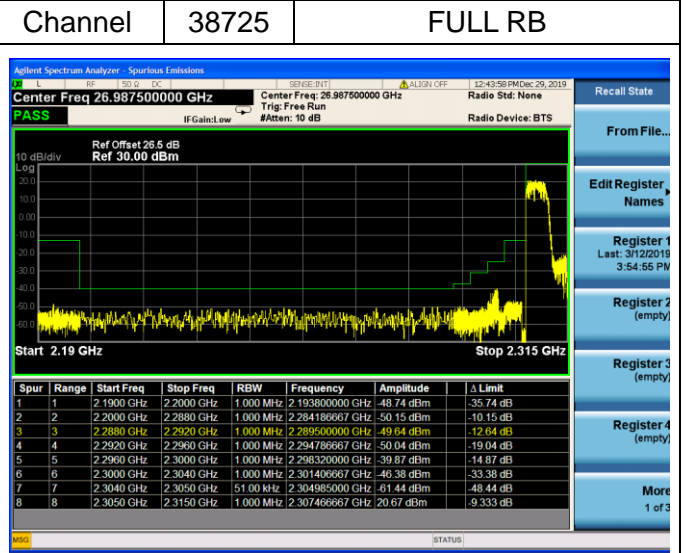 Channel 38725 FULL RB
Agilent Spectrum Analyzer - Spurious Emissions
L RF 50 Ω DC SENSE:INT ALIGN OFF 12:43:58 PM Dec 29, 2019
Center Freq 26.987500000 GHz Center Freq: 26.987500000 GHz Radio Std: None
Trig: Free Run
PASS IFGain:Low #Atten: 10 dB Radio Device: BTS
Ref Offset 26.5 dB
10 dB/div Ref 30.00 dBm
Log
20.0
10.0
0.00
-10.0
-20.0
-30.0
-40.0
-50.0
-60.0
Start 2.19 GHz Stop 2.315 GHz
Spur Range Start Freq Stop Freq RBW Frequency Amplitude Δ Limit
1 1 2.1900 GHz 2.2000 GHz 1.000 MHz 2.193800000 GHz -48.74 dBm -35.74 dB
2 2 2.2000 GHz 2.2880 GHz 1.000 MHz 2.284186667 GHz -50.15 dBm -10.15 dB
3 3 2.2880 GHz 2.2920 GHz 1.000 MHz 2.289500000 GHz -49.64 dBm -12.64 dB
4 4 2.2920 GHz 2.2960 GHz 1.000 MHz 2.294786667 GHz -50.04 dBm -19.04 dB
5 5 2.2960 GHz 2.3000 GHz 1.000 MHz 2.298320000 GHz -39.87 dBm -14.87 dB
6 6 2.3000 GHz 2.3040 GHz 1.000 MHz 2.301406667 GHz -46.38 dBm -33.38 dB
7 7 2.3040 GHz 2.3050 GHz 51.00 kHz 2.304985000 GHz -61.44 dBm -48.44 dB
8 8 2.3050 GHz 2.3150 GHz 1.000 MHz 2.307466667 GHz 20.67 dBm -9.333 dB
MSG STATUS
Recall State
From File...
Edit Register
Names
Register 1
Last: 3/12/2019
3:54:55 PM
Register 2
(empty)
Register 3
(empty)
Register 4
(empty)
More
1 of 3